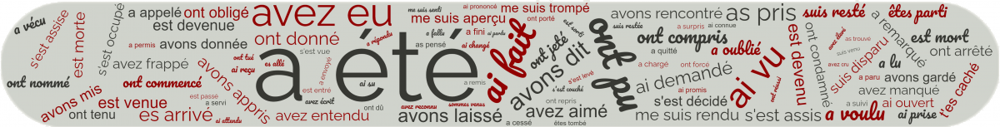 a vécu
s'est assise
est morte
s'est occupé
a appelé
ont obligé
est devenue
avez eu
me suis senti
me suis aperçu
ai prononcé
me suis trompé
ont porté
avons rencontré
as pris
suis resté
êtes parti
a permis
avons donnée
ont donné
a répondu
a fallu
a fini
ai perdu
as pensé
ai changé
est sorti
suis restée
a surpris
ai connue
ont compris
a quitté
a oublié
avez élevé
as trouvé
suis venu
a remarqué
est mort
ont arrêté
ont nommé
avez frappé
ont tué
ai reçu
es allé
s'est vue
a envoyé
a été
ai fait
ont jeté
avons dit
ont pu
a chargé
ont forcé
ai vu
est devenu
ont condamné
avez cru
suis disparu
a lu
avons mis
ont commencé
avons appris
est entré
ai su
a remis
s'est levé
s'est couché
ai demandé
ai promis
ont réussi
a paru
avons gardé
est venue
est passé
a servi
avez écrit
avez reconnu
sommes venus
ont repris
s'est décidé
a suivi
avez manqué
t'es caché
ont tenu
es arrivé
ai attendu
avez entendu
ont dû
avons laissé
a cessé
avez aimé
êtes tombé
me suis rendu
s'est assis
a voulu
ai ouvert
ai prise